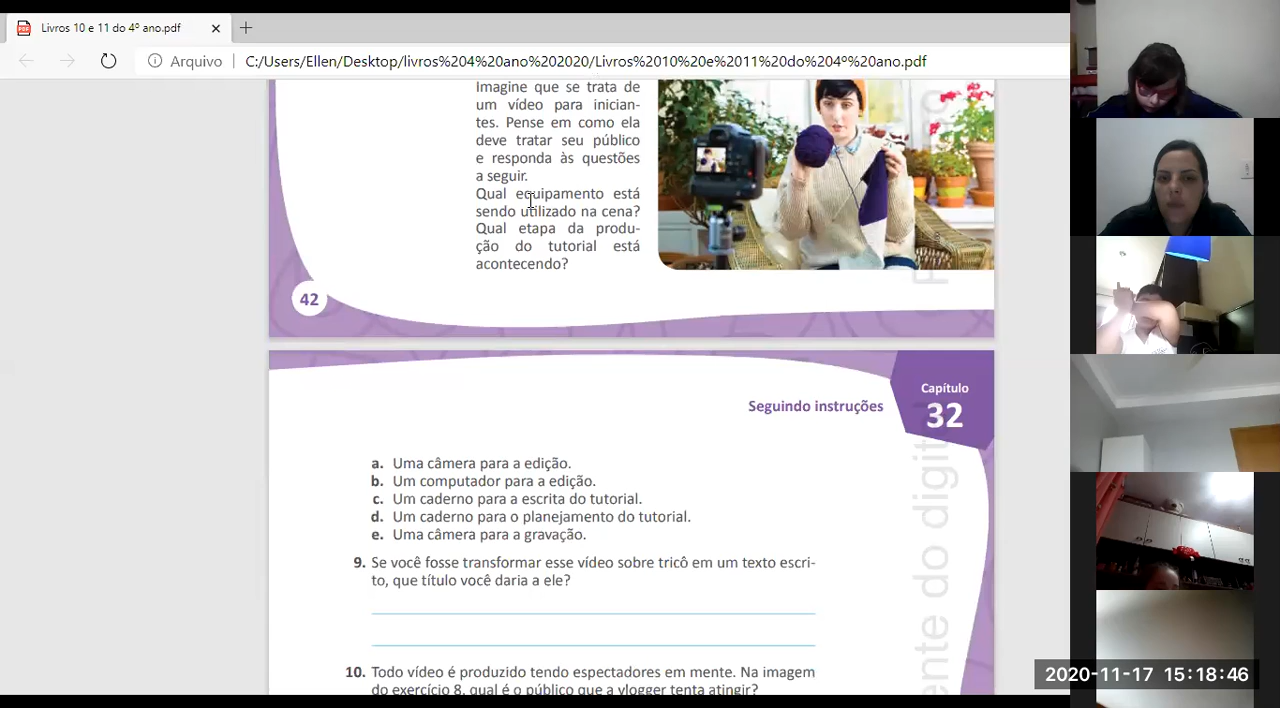 Livros 10 e 11 do 4º ano.pdf
Arquivo C:/Users/Ellen/Desktop/livros%204%20ano%202020/Livros%2010%20e%2011%20do%204º%20ano.pdf
Imagine que se trata de
um vídeo para inician-
tes. Pense em como ela
deve tratar seu público
e responda às questões
a seguir.
Qual equipamento está
sendo utilizado na cena?
Qual etapa da produ-
ção do tutorial está
acontecendo?
42
Seguindo instruções
Capítulo
32
a. Uma câmera para a edição.
b. Um computador para a edição.
c. Um caderno para a escrita do tutorial.
d. Um caderno para o planejamento do tutorial.
e. Uma câmera para a gravação.
9. Se você fosse transformar esse vídeo sobre tricô em um texto escri-
to, que título você daria a ele?
10. Todo vídeo é produzido tendo espectadores em mente. Na imagem
do exercício 8, qual é o público que a vlogger tenta atingir?
ente do digit
2020-11-17 15:18:46